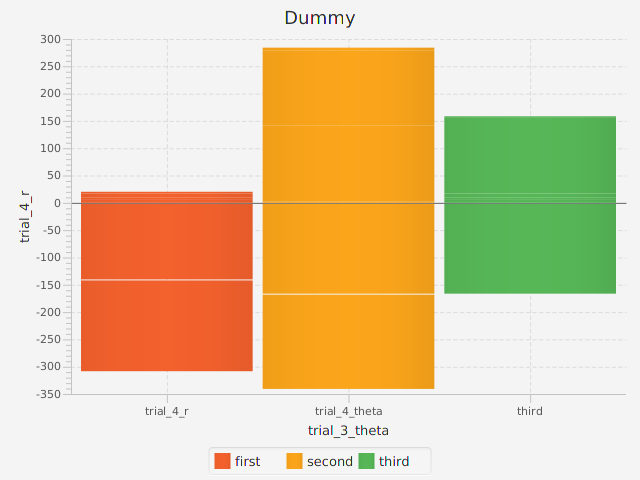 Dummy
300
250
200
150
100
50
0
-50
-100
-150
-200
-250
-300
-350
trial_4_r
trial_4_r
trial_4_theta
third
trial_3_theta
first
second
third